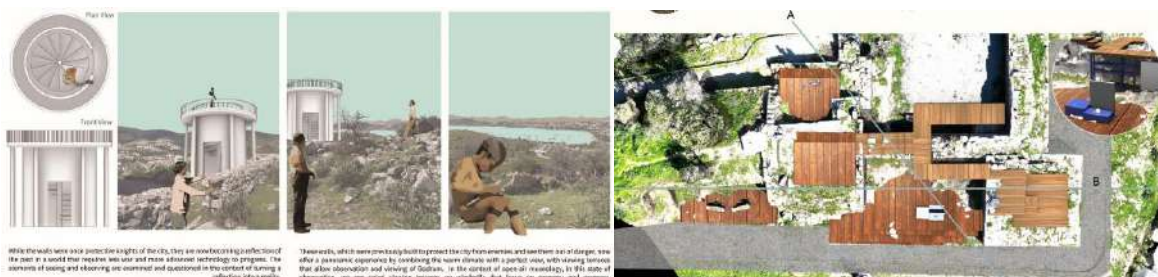 Plan View
Front View
While the walls were once protective knights of the city, they are now becoming a reflection of
the past in a world that requires less war and more advanced technology to progress. The
elements of seeing and observing are examined and questioned in the context of turning a
These walls, which were previously built to protect the city from enemies and see them out of danger, now
offer a panoramic experience by combining the warm climate with a perfect view, with viewing terraces
that allow observation and viewing of Bodrum. In the context of open-air museology, in this state of
A
B